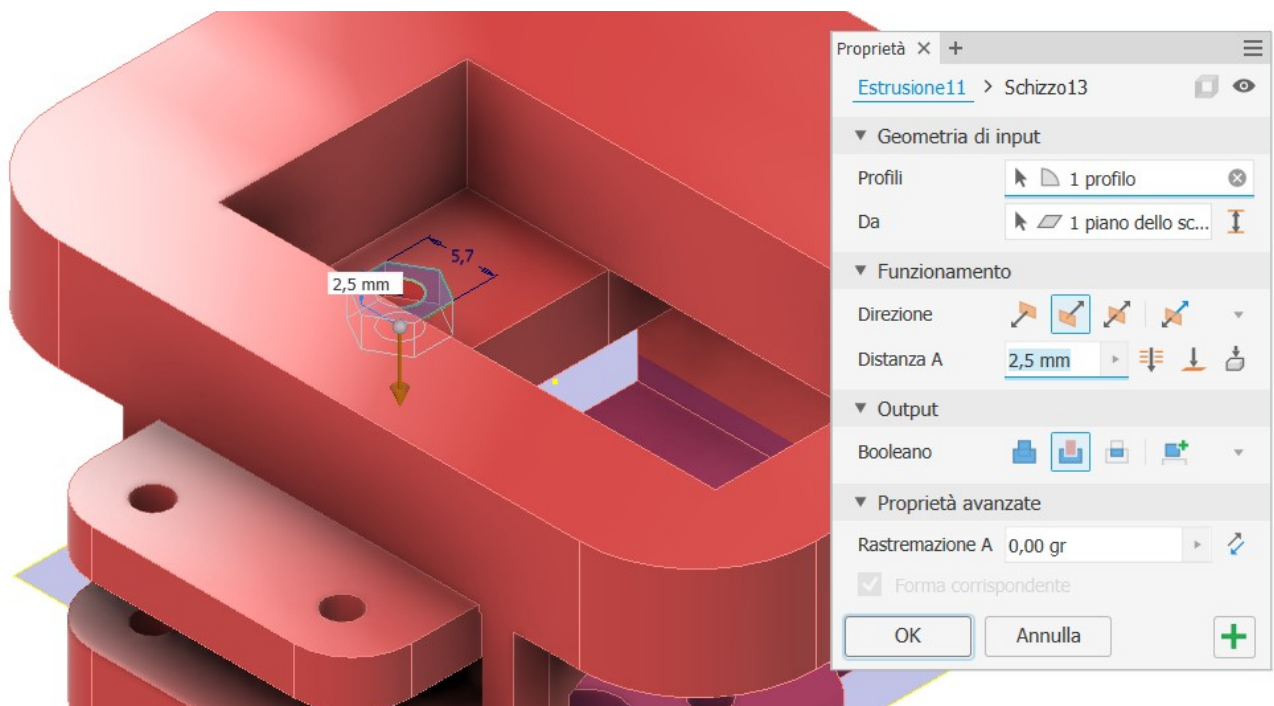 5,7
2,5 mm
Proprietà
Estrusione11 > Schizzo13
Geometria di input
Profili 1 profilo
Da 1 piano dello sc...
Funzionamento
Direzione
Distanza A 2,5 mm
Output
Booleano
Proprietà avanzate
Rastremazione A 0,00 gr
Forma corrispondente
OK Annulla